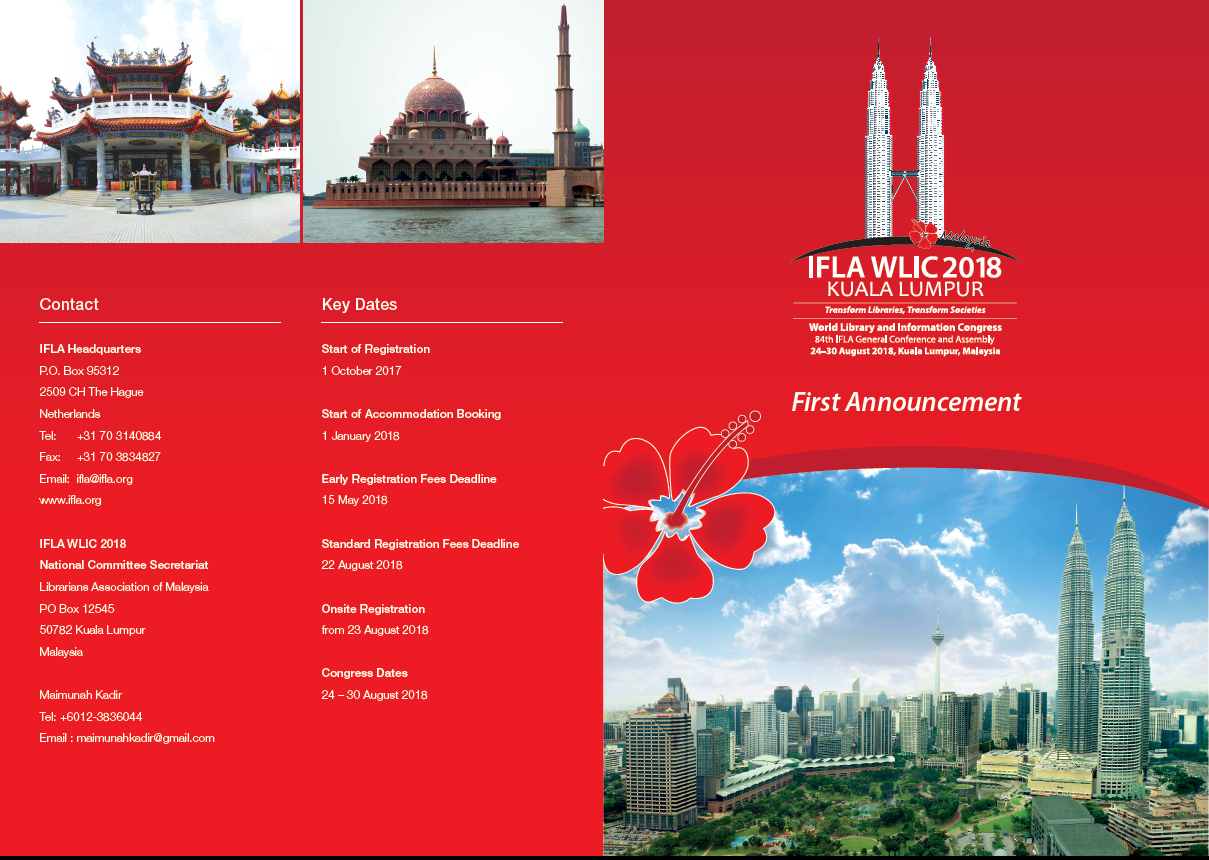 Contact
IFLA Headquarters
P.O. Box 95312
2509 CH The Hague
Netherlands
Tel: +31 70 3140884
Fax: +31 70 3834827
Email: ifla@ifla.org
www.ifla.org
IFLA WLIC 2018
National Committee Secretariat
Librarians Association of Malaysia
PO Box 12545
50782 Kuala Lumpur
Malaysia
Maimunah Kadir
Tel: +6012-3836044
Email : maimunahkadir@gmail.com
Key Dates
Start of Registration
1 October 2017
Start of Accommodation Booking
1 January 2018
Early Registration Fees Deadline
15 May 2018
Standard Registration Fees Deadline
22 August 2018
Onsite Registration
from 23 August 2018
Congress Dates
24 – 30 August 2018
Malaysia
IFLA WLIC 2018
KUALA LUMPUR
Transform Libraries, Transform Societies
World Library and Information Congress
84th IFLA General Conference and Assembly
24–30 August 2018, Kuala Lumpur, Malaysia
First Announcement